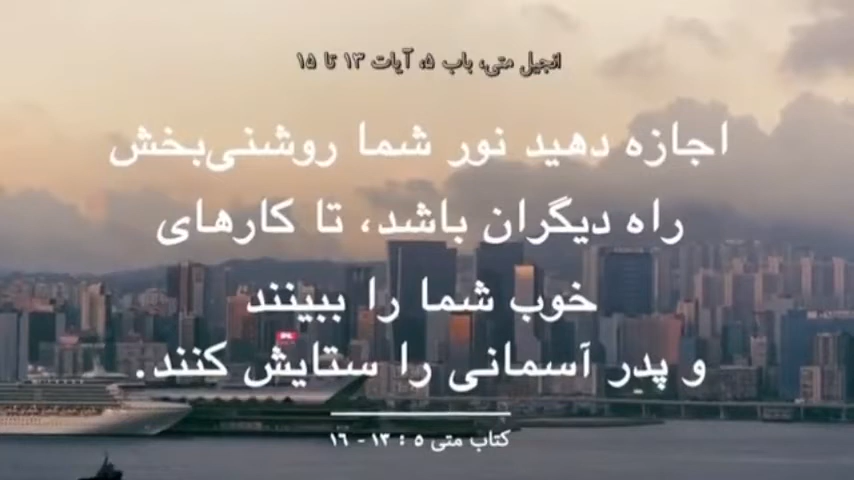 انجیل متی، باب ۵، آیات ۱۳ تا ۱۵
اجازه دهید نور شما روشنی‌بخش
راه دیگران باشد، تا کارهای
خوب شما را ببینند
و پدر آسمانی را ستایش کنند.
کتاب متی ۵ : ۱۳ - ۱۶